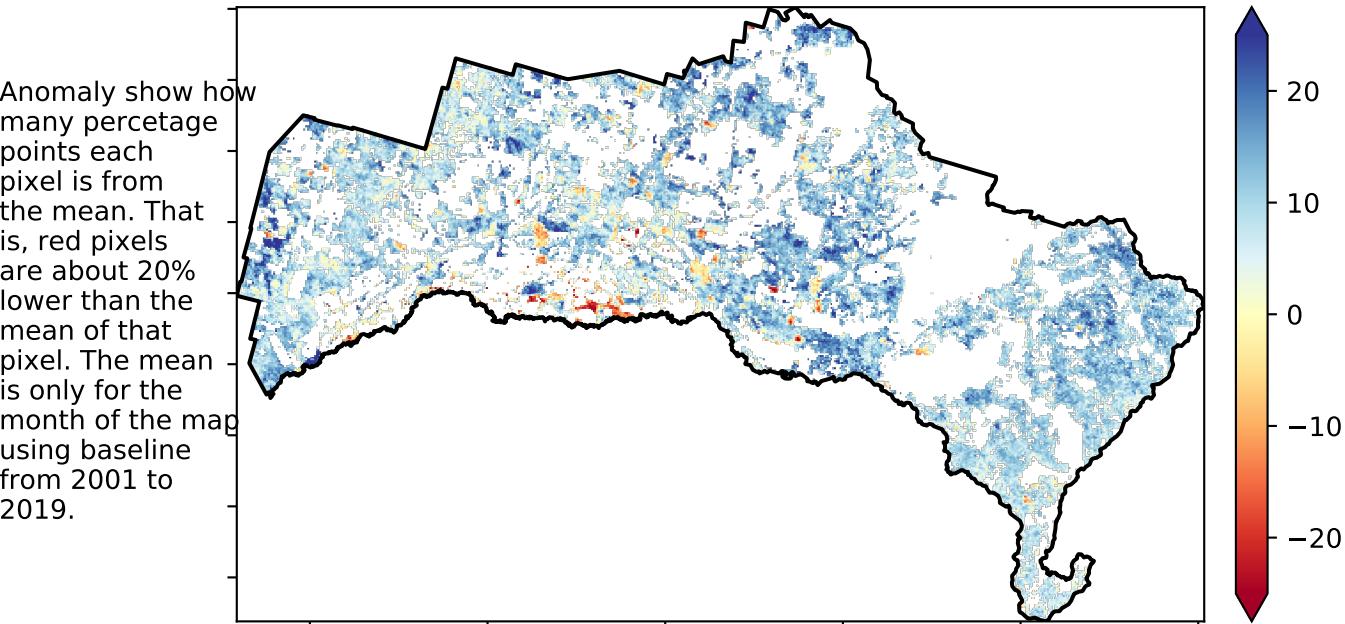 Anomaly show how
many percetage
points each
pixel is from
the mean. That
is, red pixels
are about 20%
lower than the
mean of that
pixel. The mean
is only for the
month of the map
using baseline
from 2001 to
2019.
20
10
0
−10
−20